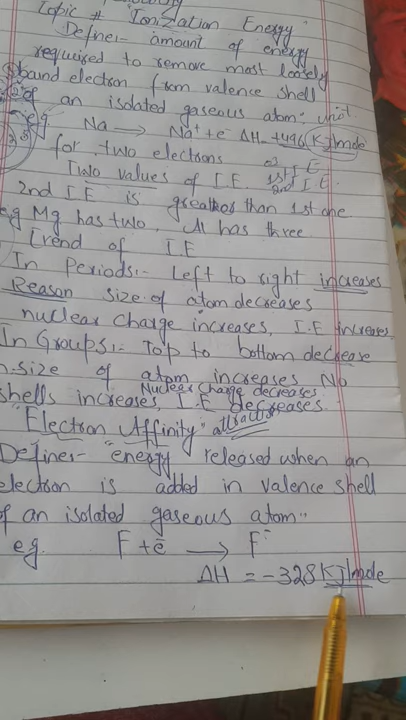 Topic # Ionization Energy
Define:- amount of energy
required to remove most loosely
bound electron from valence shell
of an isolated gaseous atom. unit
eg Na → Na⁺+e⁻ ΔH = +496 KJ/mole
for two electrons
Two values of I.E. 1st I.E
2nd I.E.
2nd I.E is greater than 1st one
eg Mg has two, Al has three
Trend of I.E
In Periods:- Left to right increases
Reason size of atom decreases
nuclear charge increases, I.E increases
In Groups:- Top to bottom decrease
size of atom increases No
Nuclear charge decreases
shells increases, I.E decreases.
"Electron Affinity" attraction
Define:- "energy released when an
electron is added in valence shell
of an isolated gaseous atom"
eg. F + ē → F⁻
ΔH = -328 KJ/mole